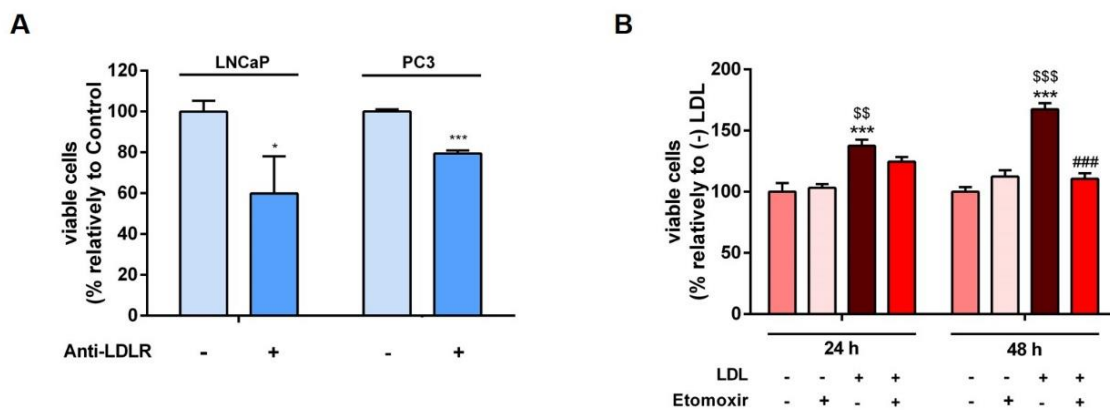 A
LNCaP
PC3
viable cells
(% relatively to Control
120
100
80
60
40
20
0
*
***
Anti-LDLR - + - +
B
viable cells
(% relatively to (-) LDL
200
150
100
50
0
$$
***
$$$
***
###
24 h
48 h
LDL - - + + - - + +
Etomoxir - + - + - + - +